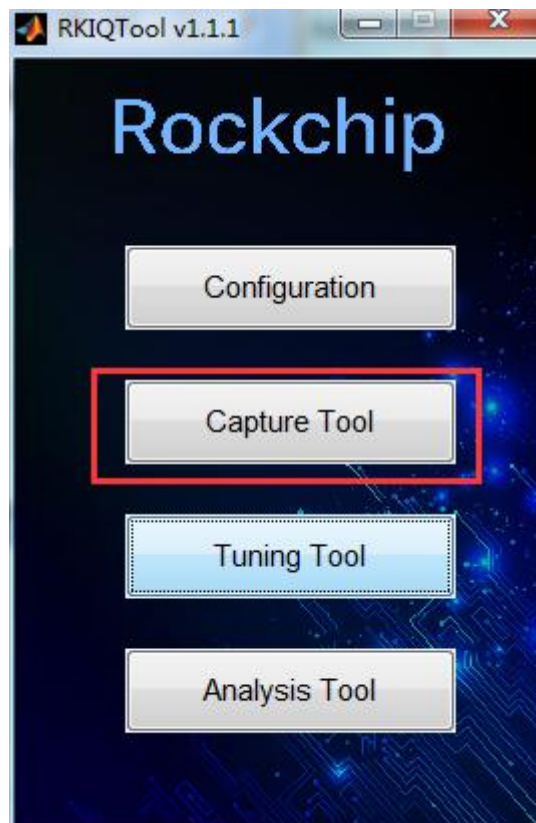 RKIQTool v1.1.1
Rockchip
Configuration
Capture Tool
Tuning Tool
Analysis Tool